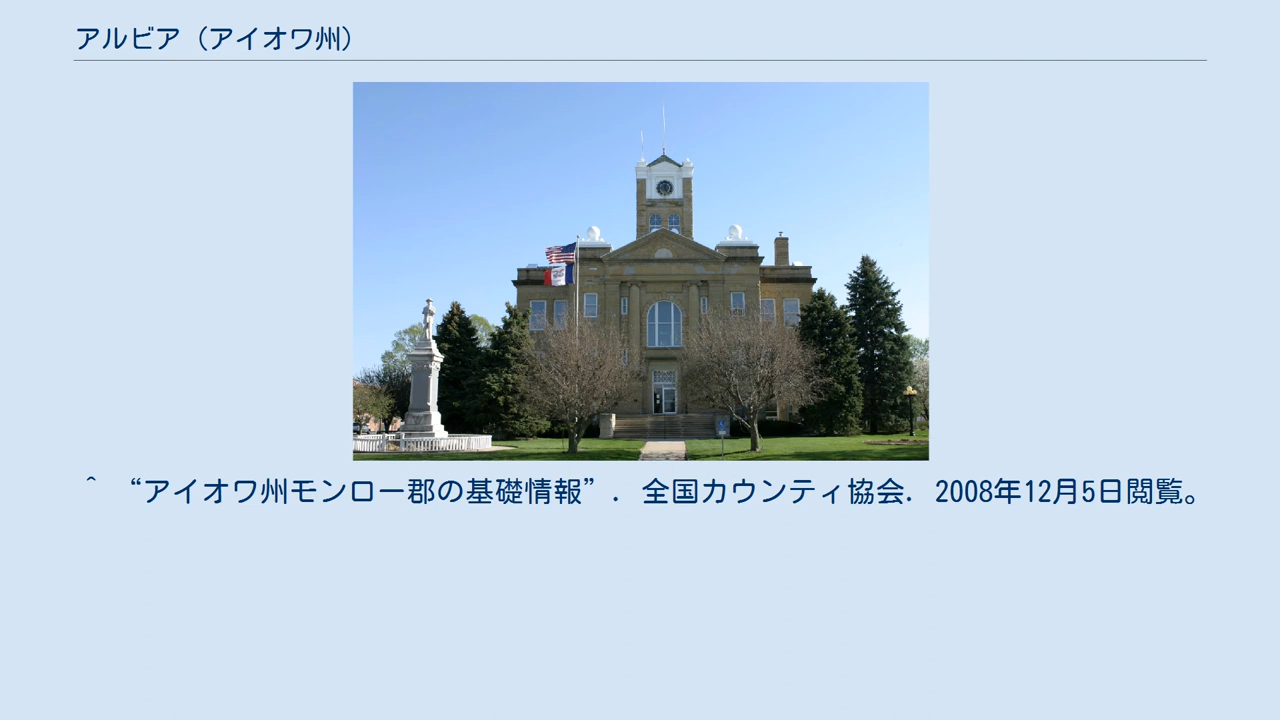 アルビア（アイオワ州）
^ “アイオワ州モンロー郡の基礎情報”. 全国カウンティ協会. 2008年12月5日閲覧。